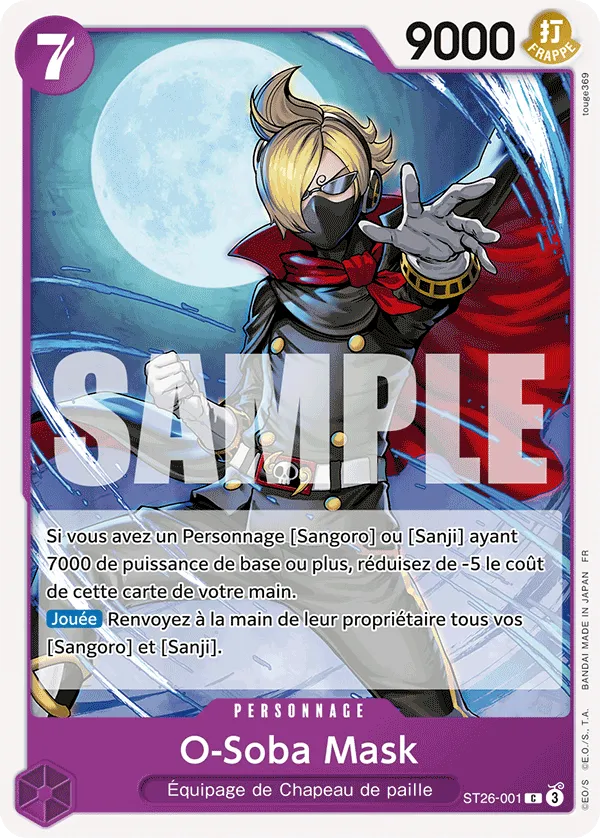 7
9000
打
FRAPPE
touge369
SAMPLE
Si vous avez un Personnage [Sangoro] ou [Sanji] ayant
7000 de puissance de base ou plus, réduisez de -5 le coût
de cette carte de votre main.
Jouée Renvoyez à la main de leur propriétaire tous vos
[Sangoro] et [Sanji].
PERSONNAGE
O-Soba Mask
Équipage de Chapeau de paille
ST26-001 C 3
©EO/S ©E.O./S., T.A. BANDAI MADE IN JAPAN FR